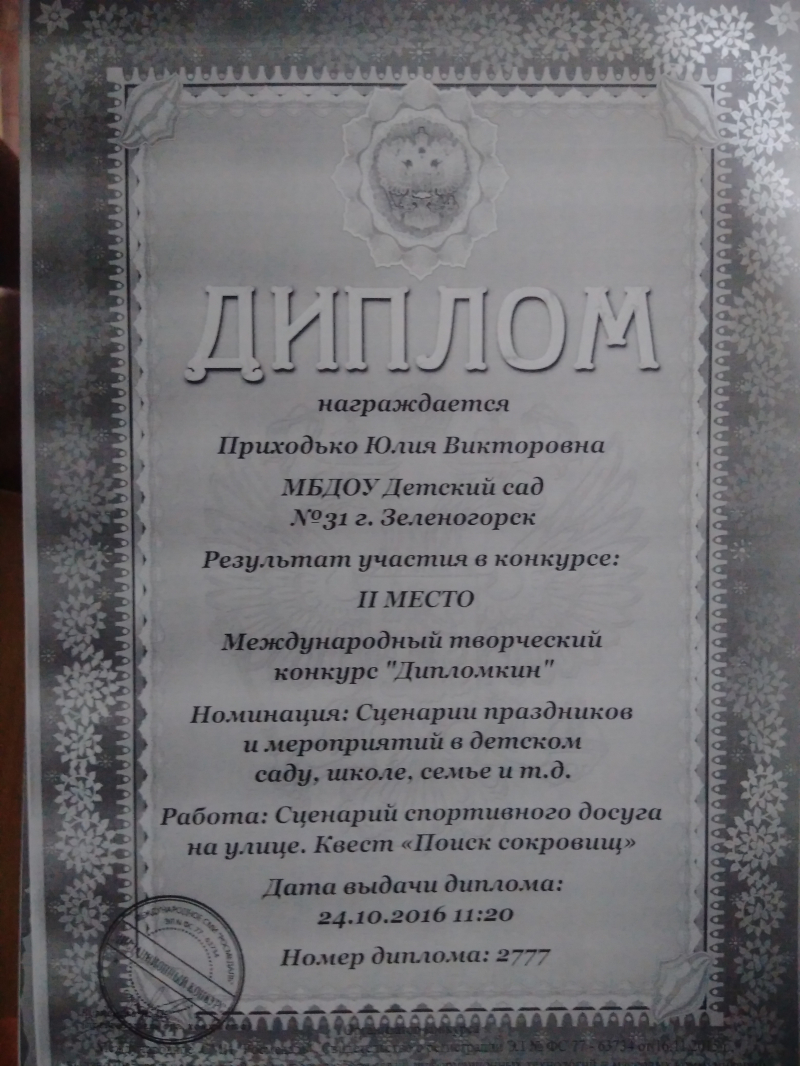 ДИПЛОМ
награждается
Приходько Юлия Викторовна
МБДОУ Детский сад
№31 г. Зеленогорск
Результат участия в конкурсе:
II МЕСТО
Международный творческий
конкурс "Дипломкин"
Номинация: Сценарии праздников
и мероприятий в детском
саду, школе, семье и т.д.
Работа: Сценарий спортивного досуга
на улице. Квест «Поиск сокровищ»
Дата выдачи диплома:
24.10.2016 11:20
Номер диплома: 2777